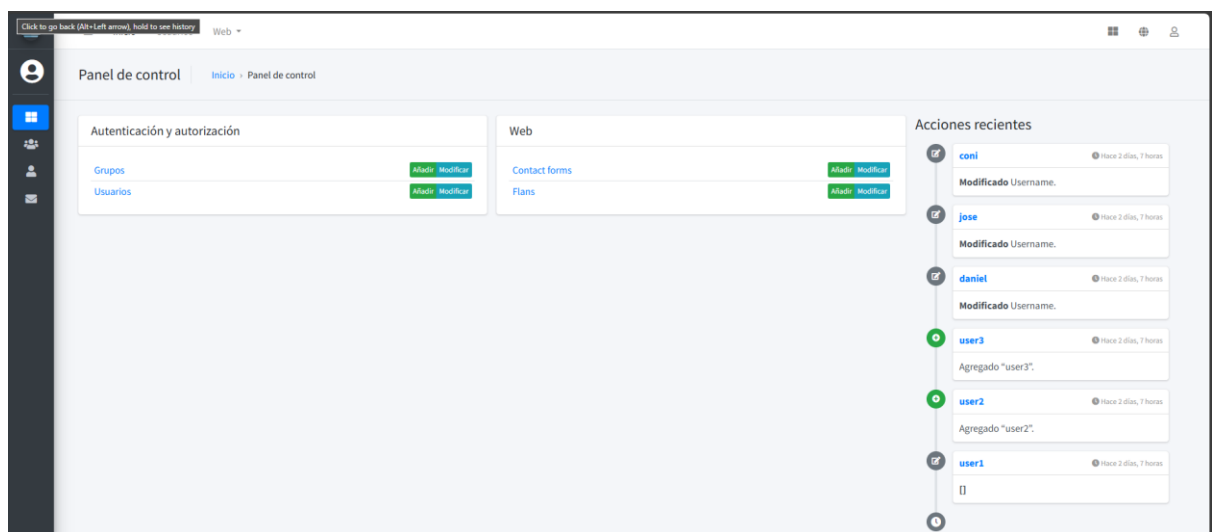 Click to go back (Alt+Left arrow), hold to see history
Web
Panel de control
Inicio › Panel de control
Autenticación y autorización
Grupos
Añadir Modificar
Usuarios
Añadir Modificar
Web
Contact forms
Añadir Modificar
Flans
Añadir Modificar
Acciones recientes
coni
Hace 2 días, 7 horas
Modificado Username.
jose
Hace 2 días, 7 horas
Modificado Username.
daniel
Hace 2 días, 7 horas
Modificado Username.
user3
Hace 2 días, 7 horas
Agregado “user3”.
user2
Hace 2 días, 7 horas
Agregado “user2”.
user1
Hace 2 días, 7 horas
[]